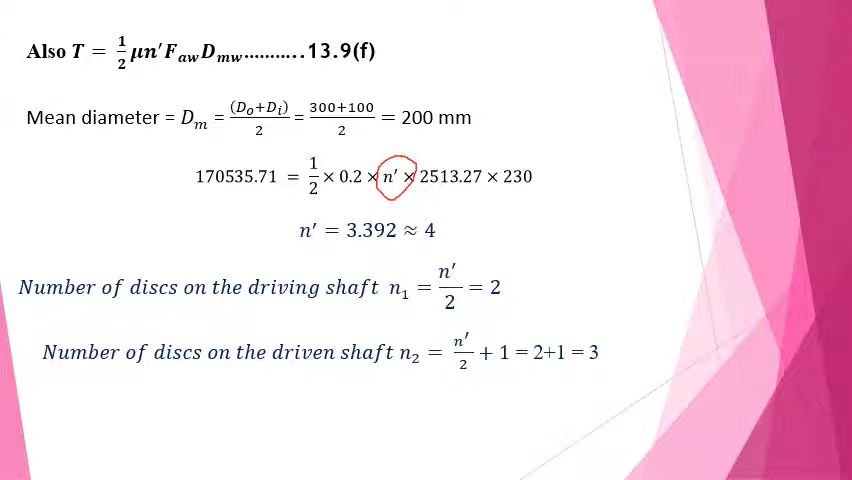 Also T = 1/2 μn′F_aw D_mw...........13.9(f)
Mean diameter = D_m = (D_o+D_i)/2 = 300+100/2 = 200 mm
170535.71 = 1/2 × 0.2 × n′ × 2513.27 × 230
n′ = 3.392 ≈ 4
Number of discs on the driving shaft n₁ = n′/2 = 2
Number of discs on the driven shaft n₂ = n′/2 + 1 = 2+1 = 3